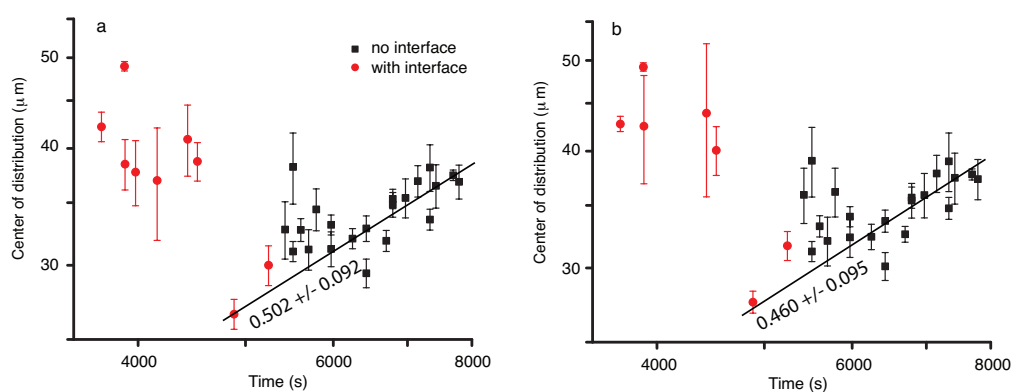 a
no interface
with interface
50
40
30
Center of distribution (μm)
0.502 +/- 0.092
4000
6000
8000
Time (s)
b
50
40
30
Center of distribution (μm)
0.460 +/- 0.095
4000
6000
8000
Time (s)